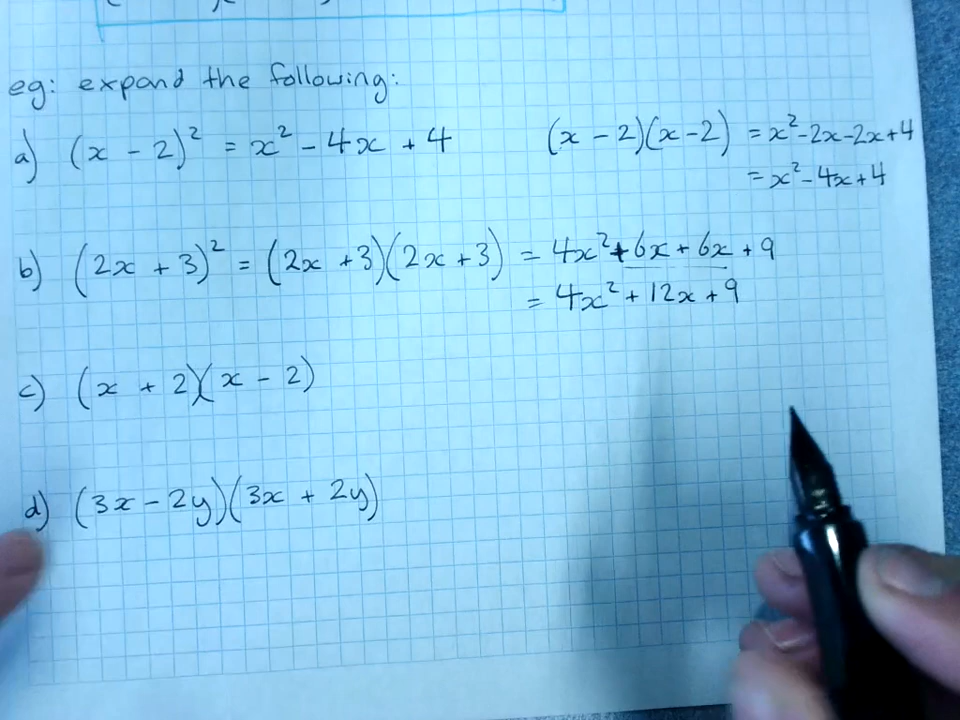 eg: expand the following:
a) (x - 2)² = x² - 4x + 4 (x - 2)(x - 2) = x² - 2x - 2x + 4
= x² - 4x + 4
b) (2x + 3)² = (2x + 3)(2x + 3) = 4x² + 6x + 6x + 9
= 4x² + 12x + 9
c) (x + 2)(x - 2)
d) (3x - 2y)(3x + 2y)